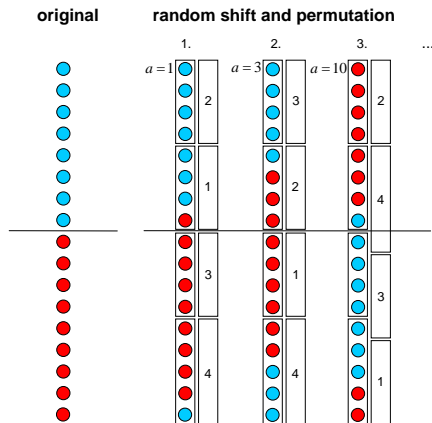 original random shift and permutation
1. 2. 3. ...
a = 1 a = 3 a = 10
2 3 2
1 2 4
3 1 3
4 4 1